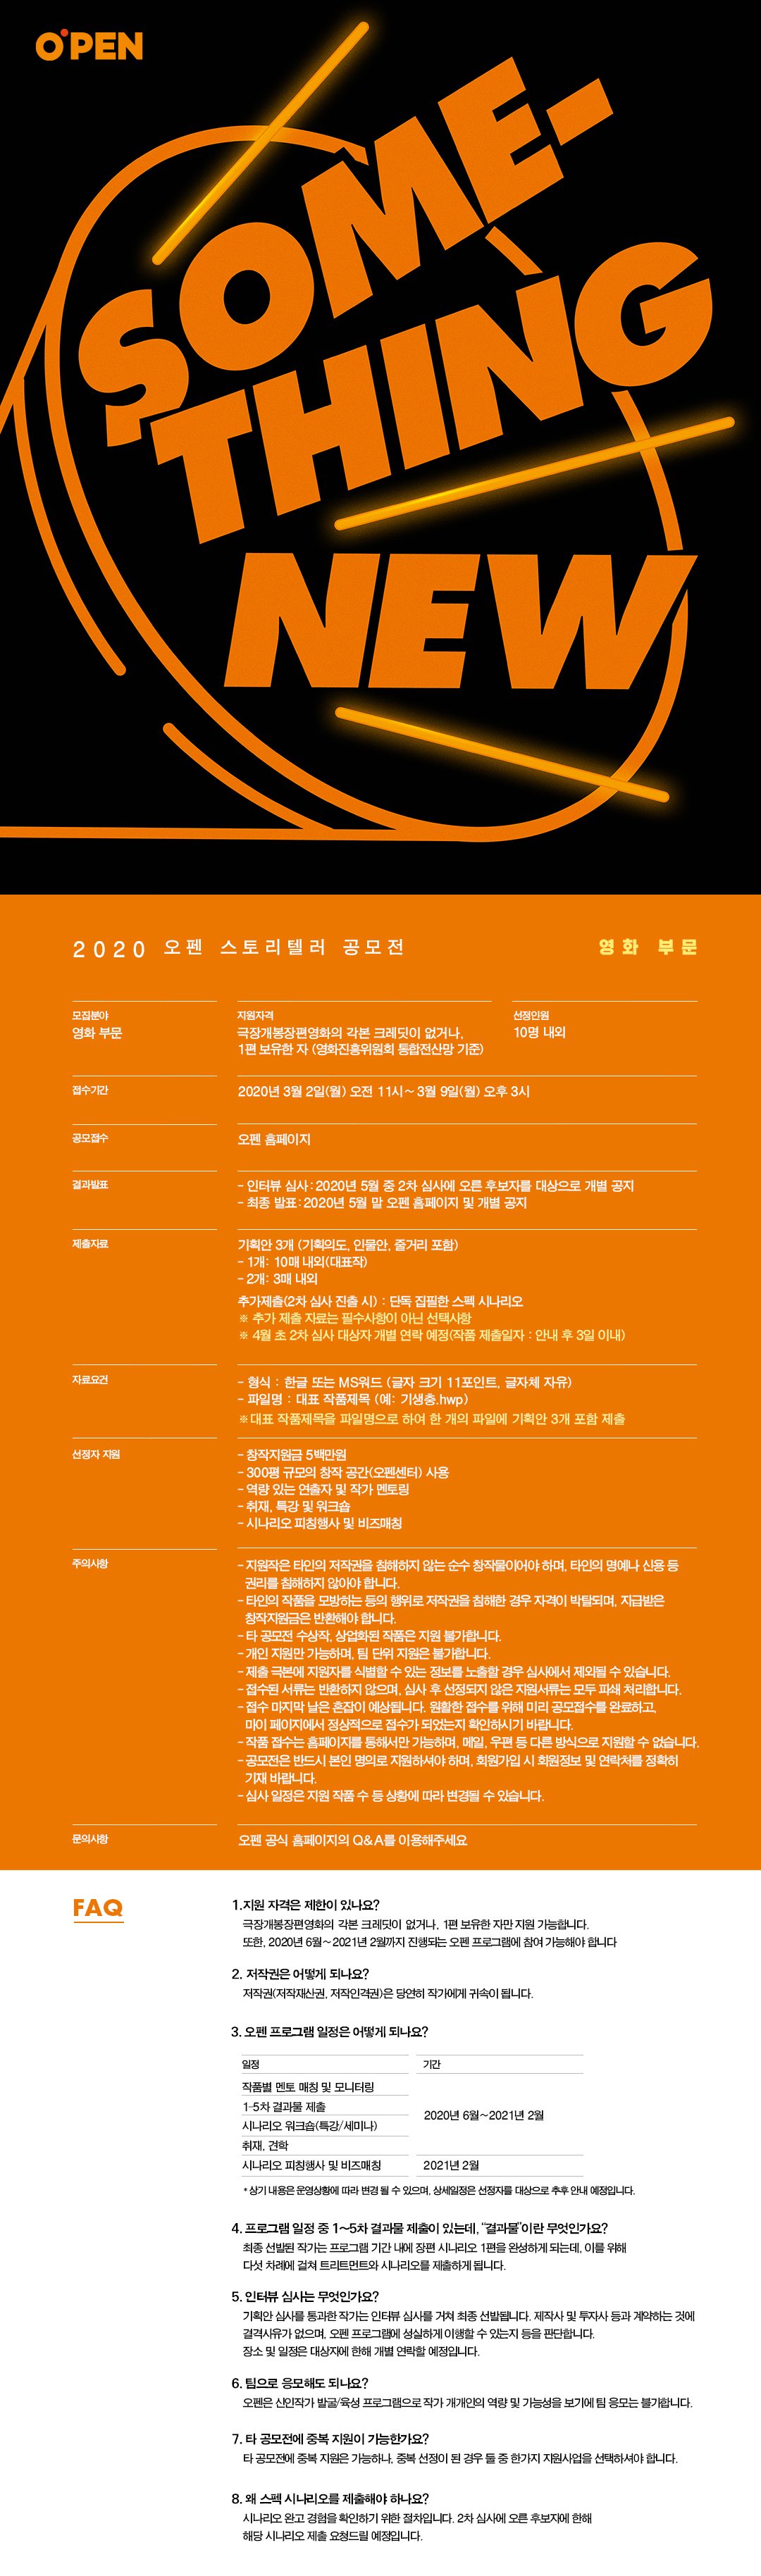 O'PEN
SOME-
THING
NEW
2020 오펜 스토리텔러 공모전
영화 부문
모집분야
영화 부문
지원자격
극장개봉장편영화의 각본 크레딧이 없거나,
1편 보유한 자 (영화진흥위원회 통합전산망 기준)
선정인원
10명 내외
접수기간
2020년 3월 2일(월) 오전 11시~ 3월 9일(월) 오후 3시
공모접수
오펜 홈페이지
결과발표
- 인터뷰 심사 : 2020년 5월 중 2차 심사에 오른 후보자를 대상으로 개별 공지
- 최종 발표 : 2020년 5월 말 오펜 홈페이지 및 개별 공지
제출자료
기획안 3개 (기획의도, 인물안, 줄거리 포함)
- 1개: 10매 내외(대표작)
- 2개: 3매 내외
추가제출(2차 심사 진출 시) : 단독 집필한 스펙 시나리오
※ 추가 제출 자료는 필수사항이 아닌 선택사항
※ 4월 초 2차 심사 대상자 개별 연락 예정(작품 제출일자 : 안내 후 3일 이내)
자료요건
- 형식 : 한글 또는 MS워드 (글자 크기 11포인트, 글자체 자유)
- 파일명 : 대표 작품제목 (예: 기생충.hwp)
※대표 작품제목을 파일명으로 하여 한 개의 파일에 기획안 3개 포함 제출
선정자 지원
- 창작지원금 5백만원
- 300평 규모의 창작 공간(오펜센터) 사용
- 역량 있는 연출자 및 작가 멘토링
- 취재, 특강 및 워크숍
- 시나리오 피칭행사 및 비즈매칭
주의사항
- 지원작은 타인의 저작권을 침해하지 않는 순수 창작물이어야 하며, 타인의 명예나 신용 등
권리를 침해하지 않아야 합니다.
- 타인의 작품을 모방하는 등의 행위로 저작권을 침해한 경우 자격이 박탈되며, 지급받은
창작지원금은 반환해야 합니다.
- 타 공모전 수상작, 상업화된 작품은 지원 불가합니다.
- 개인 지원만 가능하며, 팀 단위 지원은 불가합니다.
- 제출 극본에 지원자를 식별할 수 있는 정보를 노출할 경우 심사에서 제외될 수 있습니다.
- 접수된 서류는 반환하지 않으며, 심사 후 선정되지 않은 지원서류는 모두 파쇄 처리합니다.
- 접수 마지막 날은 혼잡이 예상됩니다. 원활한 접수를 위해 미리 공모접수를 완료하고,
마이 페이지에서 정상적으로 접수가 되었는지 확인하시기 바랍니다.
- 작품 접수는 홈페이지를 통해서만 가능하며, 메일, 우편 등 다른 방식으로 지원할 수 없습니다.
- 공모전은 반드시 본인 명의로 지원하셔야 하며, 회원가입 시 회원정보 및 연락처를 정확히
기재 바랍니다.
- 심사 일정은 지원 작품 수 등 상황에 따라 변경될 수 있습니다.
문의사항
오펜 공식 홈페이지의 Q&A를 이용해주세요
FAQ
1.지원 자격은 제한이 있나요?
극장개봉장편영화의 각본 크레딧이 없거나, 1편 보유한 자만 지원 가능합니다.
또한, 2020년 6월~2021년 2월까지 진행되는 오펜 프로그램에 참여 가능해야 합니다
2. 저작권은 어떻게 되나요?
저작권(저작재산권, 저작인격권)은 당연히 작가에게 귀속이 됩니다.
3. 오펜 프로그램 일정은 어떻게 되나요?
일정 기간
작품별 멘토 매칭 및 모니터링
1-5차 결과물 제출
2020년 6월~2021년 2월
시나리오 워크숍(특강/세미나)
취재, 견학
시나리오 피칭행사 및 비즈매칭 2021년 2월
* 상기 내용은 운영상황에 따라 변경 될 수 있으며, 상세일정은 선정자를 대상으로 추후 안내 예정입니다.
4. 프로그램 일정 중 1~5차 결과물 제출이 있는데, "결과물"이란 무엇인가요?
최종 선발된 작가는 프로그램 기간 내에 장편 시나리오 1편을 완성하게 되는데, 이를 위해
다섯 차례에 걸쳐 트리트먼트와 시나리오를 제출하게 됩니다.
5. 인터뷰 심사는 무엇인가요?
기획안 심사를 통과한 작가는 인터뷰 심사를 거쳐 최종 선발됩니다. 제작사 및 투자사 등과 계약하는 것에
결격사유가 없으며, 오펜 프로그램에 성실하게 이행할 수 있는지 등을 판단합니다.
장소 및 일정은 대상자에 한해 개별 연락할 예정입니다.
6. 팀으로 응모해도 되나요?
오펜은 신인작가 발굴/육성 프로그램으로 작가 개개인의 역량 및 가능성을 보기에 팀 응모는 불가합니다.
7. 타 공모전에 중복 지원이 가능한가요?
타 공모전에 중복 지원은 가능하나, 중복 선정이 된 경우 둘 중 한가지 지원사업을 선택하셔야 합니다.
8. 왜 스펙 시나리오를 제출해야 하나요?
시나리오 완고 경험을 확인하기 위한 절차입니다. 2차 심사에 오른 후보자에 한해
해당 시나리오 제출 요청드릴 예정입니다.